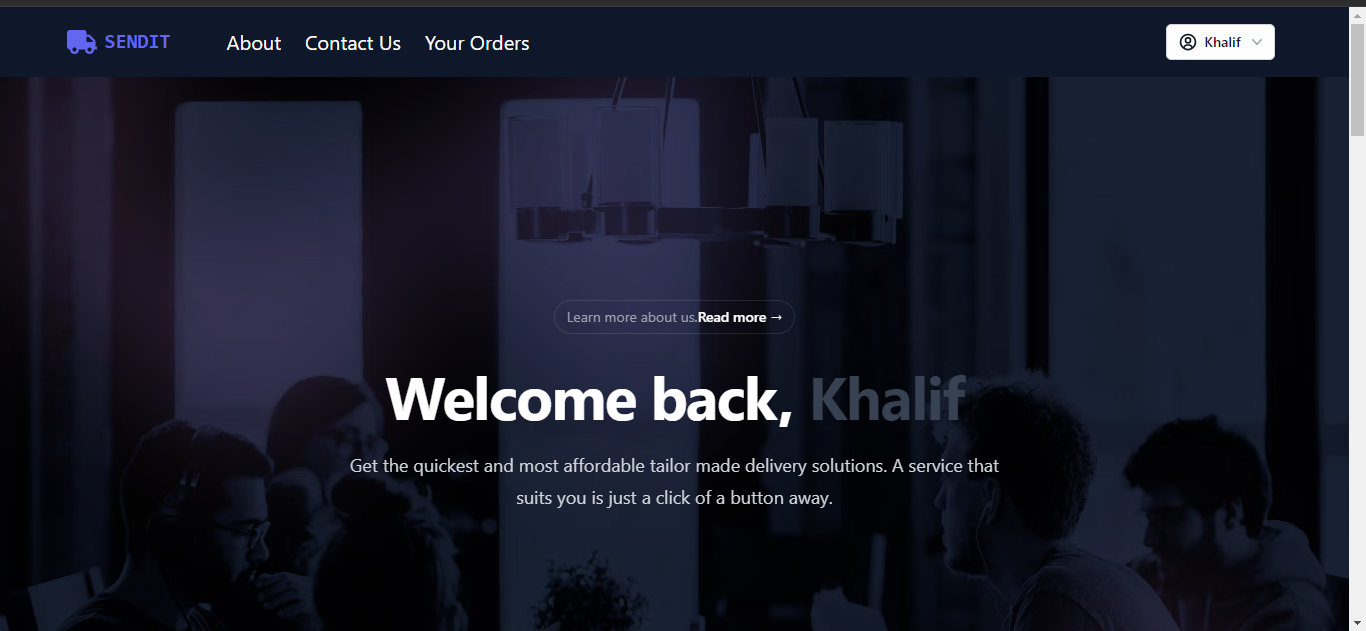 SENDIT About Contact Us Your Orders Khalif
Learn more about us.Read more →
Welcome back, Khalif
Get the quickest and most affordable tailor made delivery solutions. A service that
suits you is just a click of a button away.